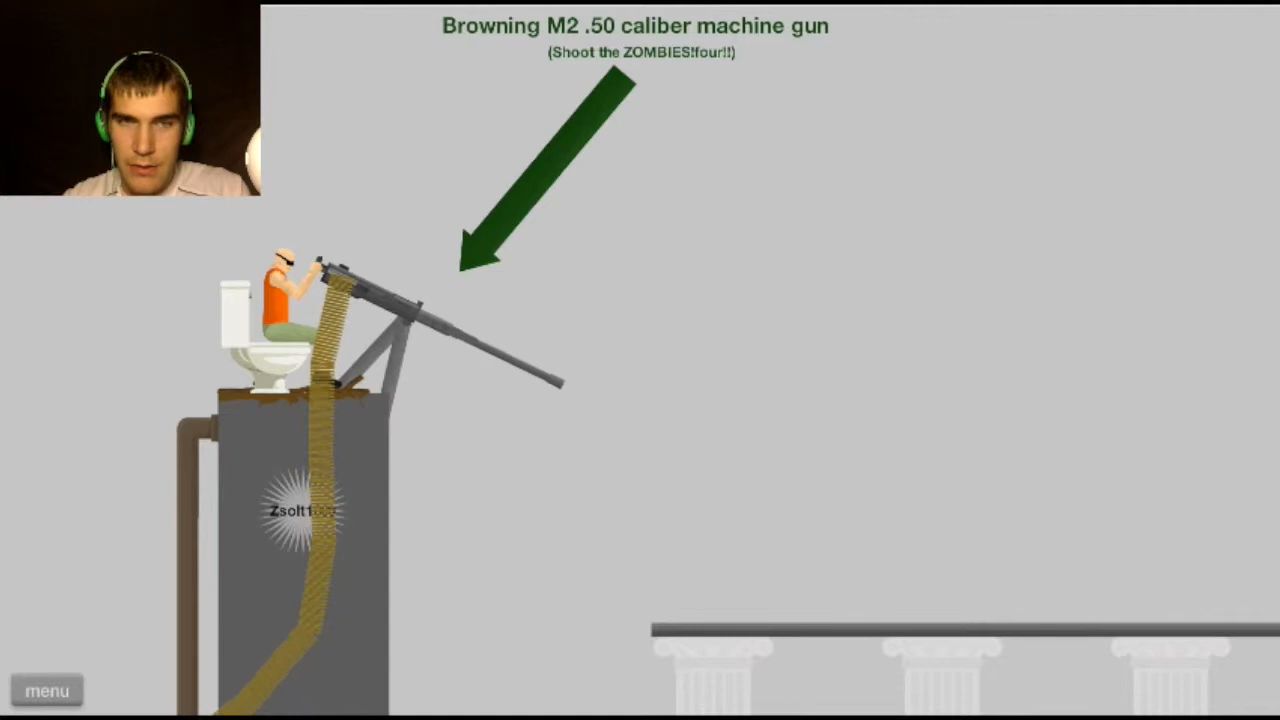 Browning M2 .50 caliber machine gun
(Shoot the ZOMBIES!four!!)
menu